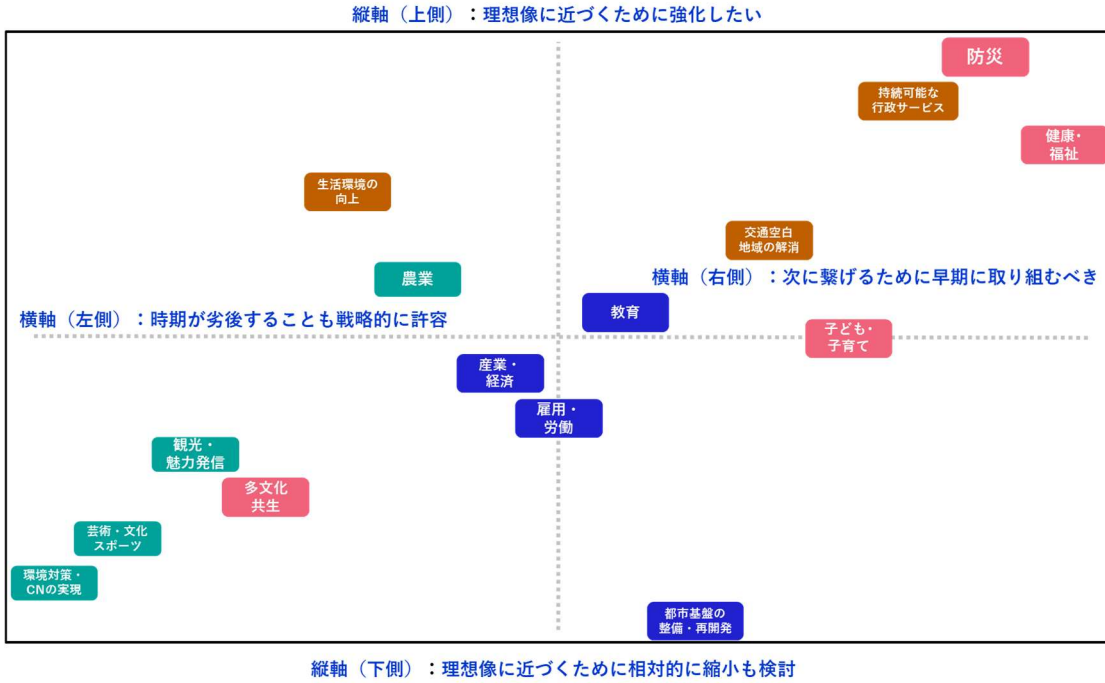 縦軸（上側）：理想像に近づくために強化したい
防災
持続可能な
行政サービス
健康・
福祉
生活環境の
向上
交通空白
地域の解消
農業
横軸（右側）：次に繋げるために早期に取り組むべき
教育
横軸（左側）：時期が劣後することも戦略的に許容
子ども・
子育て
産業・
経済
雇用・
労働
観光・
魅力発信
多文化
共生
芸術・文化
スポーツ
環境対策・
CNの実現
都市基盤の
整備・再開発
縦軸（下側）：理想像に近づくために相対的に縮小も検討